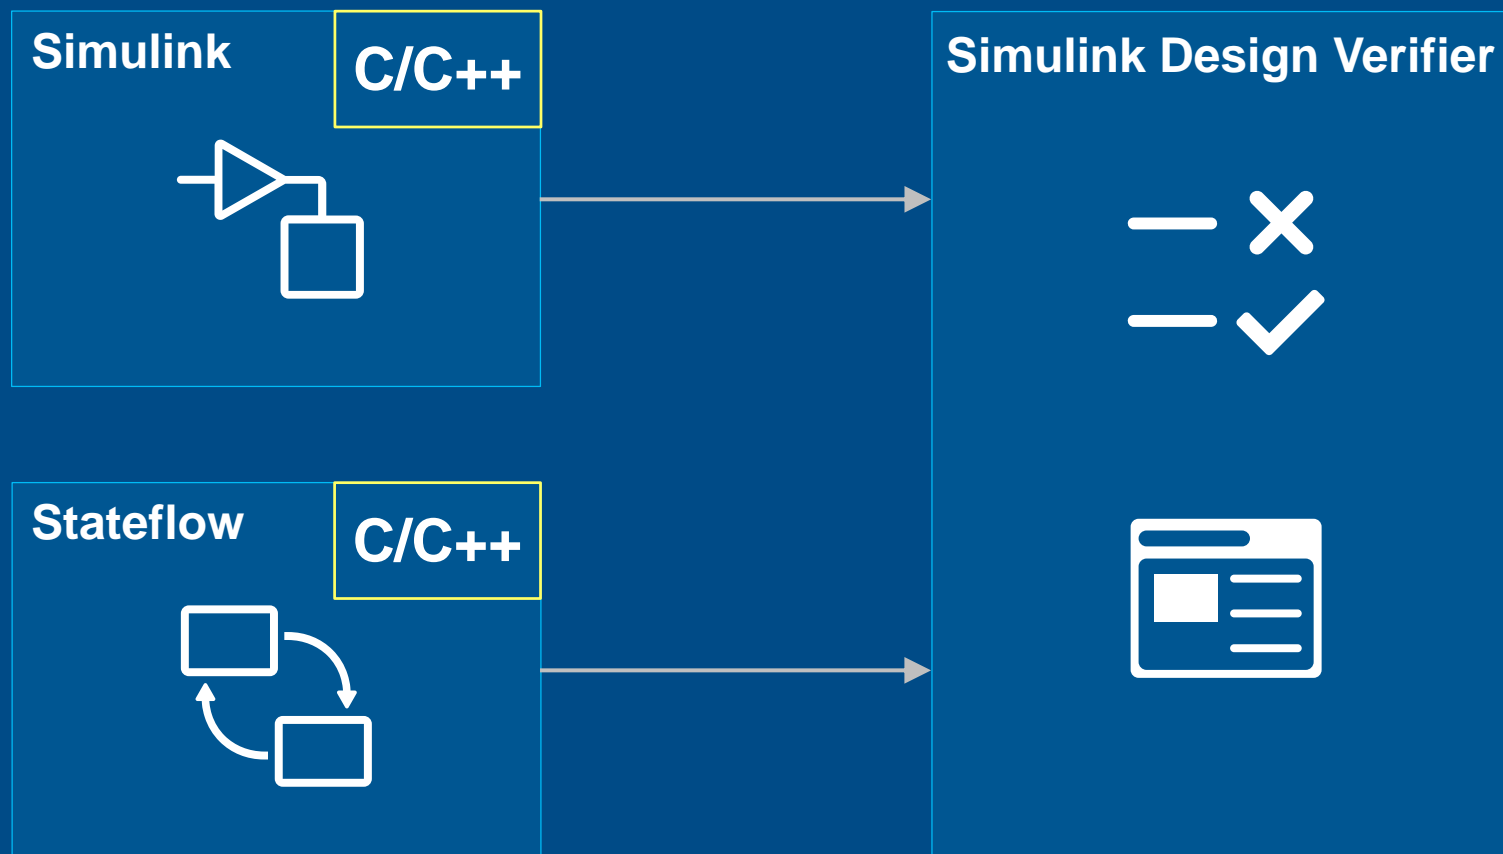 Simulink
C/C++
Simulink Design Verifier
Stateflow
C/C++